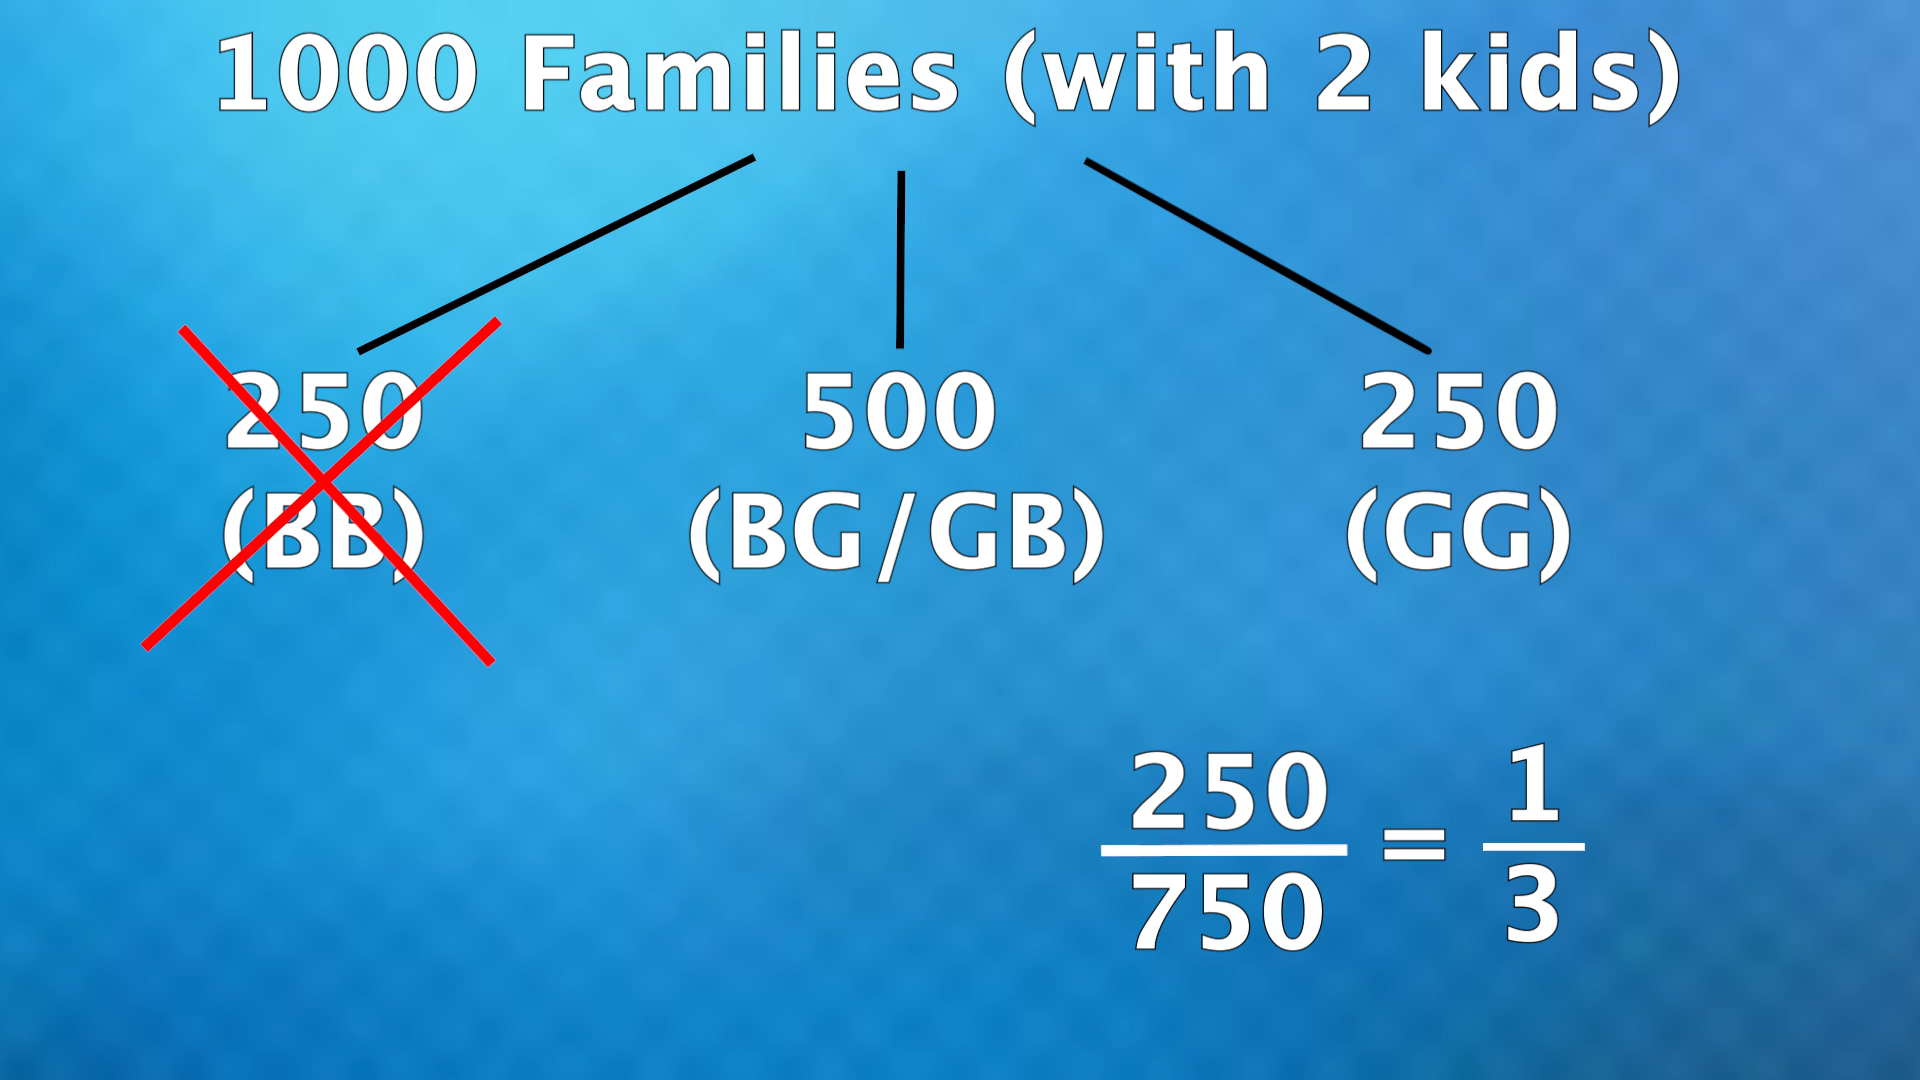 1000 Families (with 2 kids)
250 500 250
(BB) (BG/GB) (GG)
250 1
=
750 3